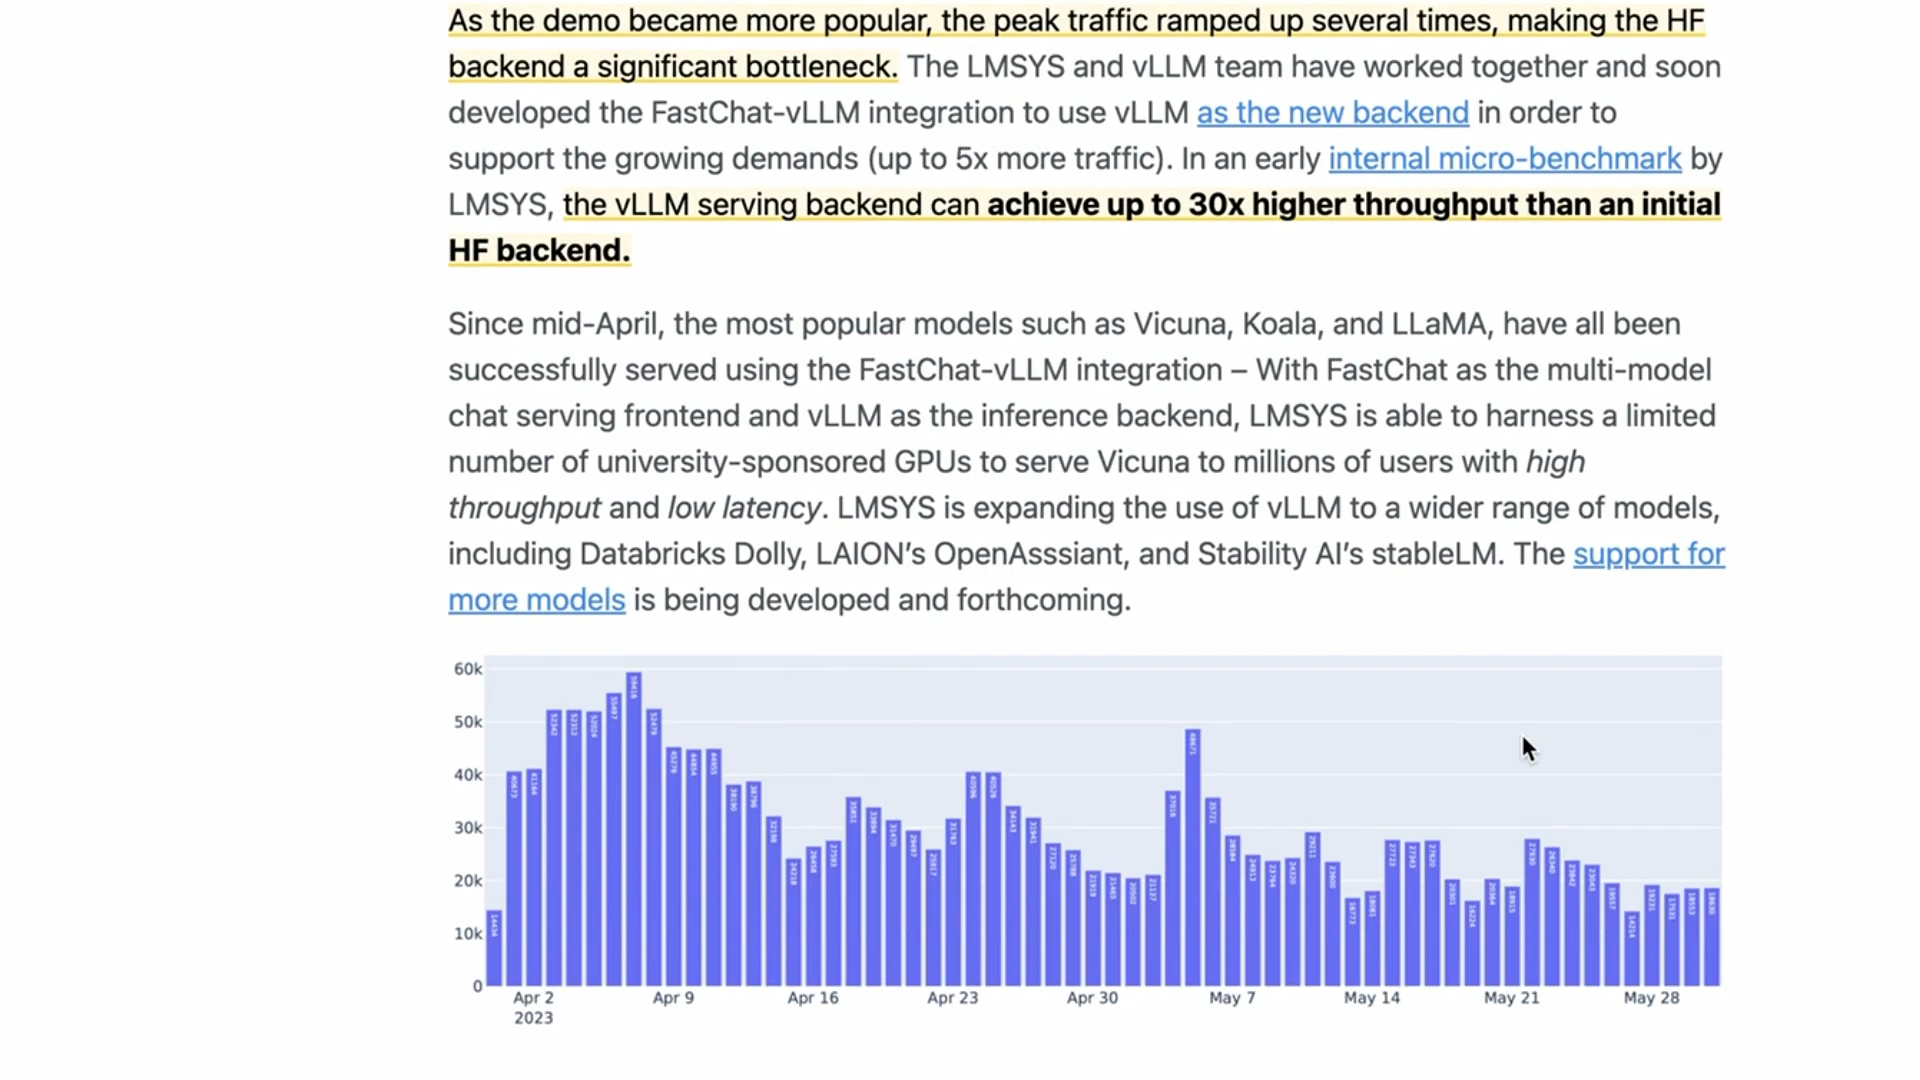 As the demo became more popular, the peak traffic ramped up several times, making the HF
backend a significant bottleneck. The LMSYS and vLLM team have worked together and soon
developed the FastChat-vLLM integration to use vLLM as the new backend in order to
support the growing demands (up to 5x more traffic). In an early internal micro-benchmark by
LMSYS, the vLLM serving backend can achieve up to 30x higher throughput than an initial
HF backend.
Since mid-April, the most popular models such as Vicuna, Koala, and LLaMA, have all been
successfully served using the FastChat-vLLM integration – With FastChat as the multi-model
chat serving frontend and vLLM as the inference backend, LMSYS is able to harness a limited
number of university-sponsored GPUs to serve Vicuna to millions of users with high
throughput and low latency. LMSYS is expanding the use of vLLM to a wider range of models,
including Databricks Dolly, LAION’s OpenAsssiant, and Stability AI’s stableLM. The support for
more models is being developed and forthcoming.
60k
50k
40k
30k
20k
10k
0
Apr 2 Apr 9 Apr 16 Apr 23 Apr 30 May 7 May 14 May 21 May 28
2023